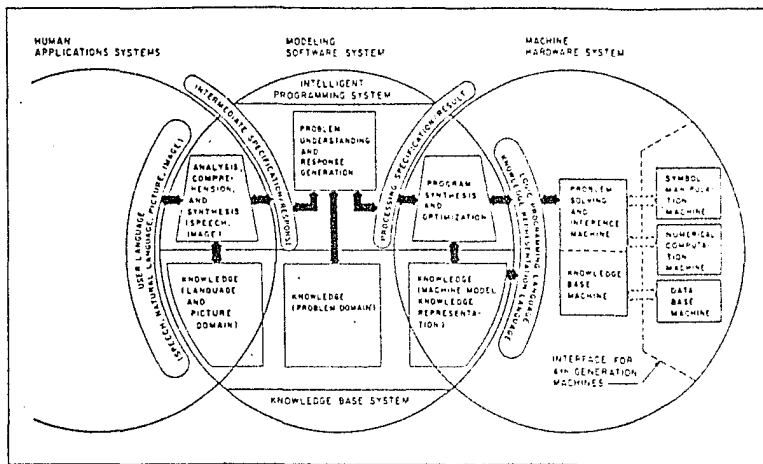 HUMAN
APPLICATIONS SYSTEMS
MODELING
SOFTWARE SYSTEM
MACHINE
HARDWARE SYSTEM
INTELLIGENT
PROGRAMMING SYSTEM
USER LANGUAGE
(SPEECH, NATURAL LANGUAGE, PICTURE, IMAGE)
INTERMEDIATE SPECIFICATION/RESPONSE
PROCESSING SPECIFICATION/RESULT
LOGIC PROGRAMMING LANGUAGE
KNOWLEDGE REPRESENTATION LANGUAGE
ANALYSIS,
COMPRE-
HENSION,
AND
SYNTHESIS
(SPEECH,
IMAGE)
PROBLEM
UNDERSTANDING
AND
RESPONSE
GENERATION
PROGRAM
SYNTHESIS AND
OPTIMIZATION
PROBLEM
SOLVING
AND
INFERENCE
MACHINE
KNOWLEDGE
BASE MACHINE
SYMBOL
MANIPULA-
TION
MACHINE
NUMERICAL
COMPUTA-
TION
MACHINE
DATA
BASE
MACHINE
KNOWLEDGE
(LANGUAGE
AND
PICTURE
DOMAIN)
KNOWLEDGE
(PROBLEM DOMAIN)
KNOWLEDGE
(MACHINE MODEL
KNOWLEDGE
REPRESENTA-
TION)
INTERFACE FOR
4TH GENERATION
MACHINES
KNOWLEDGE BASE SYSTEM